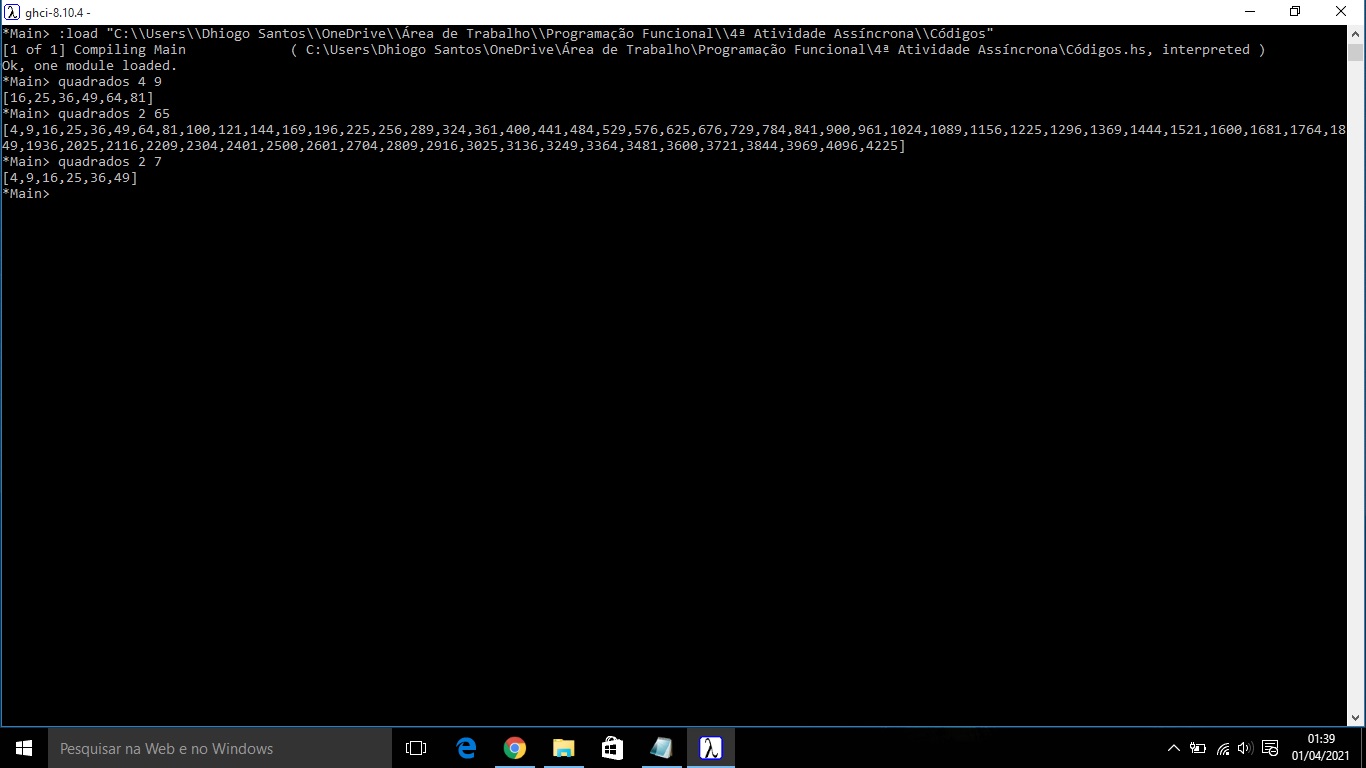 ghci-8.10.4 -
*Main> :load "C:\\Users\\Dhiogo Santos\\OneDrive\\Área de Trabalho\\Programação Funcional\\4ª Atividade Assíncrona\\Códigos"
[1 of 1] Compiling Main             ( C:\Users\Dhiogo Santos\OneDrive\Área de Trabalho\Programação Funcional\4ª Atividade Assíncrona\Códigos.hs, interpreted )
Ok, one module loaded.
*Main> quadrados 4 9
[16,25,36,49,64,81]
*Main> quadrados 2 65
[4,9,16,25,36,49,64,81,100,121,144,169,196,225,256,289,324,361,400,441,484,529,576,625,676,729,784,841,900,961,1024,1089,1156,1225,1296,1369,1444,1521,1600,1681,1764,18
49,1936,2025,2116,2209,2304,2401,2500,2601,2704,2809,2916,3025,3136,3249,3364,3481,3600,3721,3844,3969,4096,4225]
*Main> quadrados 2 7
[4,9,16,25,36,49]
*Main>
Pesquisar na Web e no Windows
01:39
01/04/2021